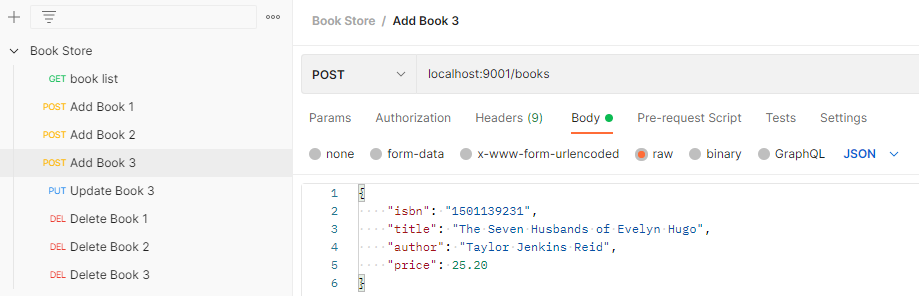 Book Store
GET book list
POST Add Book 1
POST Add Book 2
POST Add Book 3
PUT Update Book 3
DEL Delete Book 1
DEL Delete Book 2
DEL Delete Book 3
Book Store / Add Book 3
POST localhost:9001/books
Params Authorization Headers (9) Body Pre-request Script Tests Settings
none form-data x-www-form-urlencoded raw binary GraphQL JSON
1 {
2 "isbn": "1501139231",
3 "title": "The Seven Husbands of Evelyn Hugo",
4 "author": "Taylor Jenkins Reid",
5 "price": 25.20
6 }